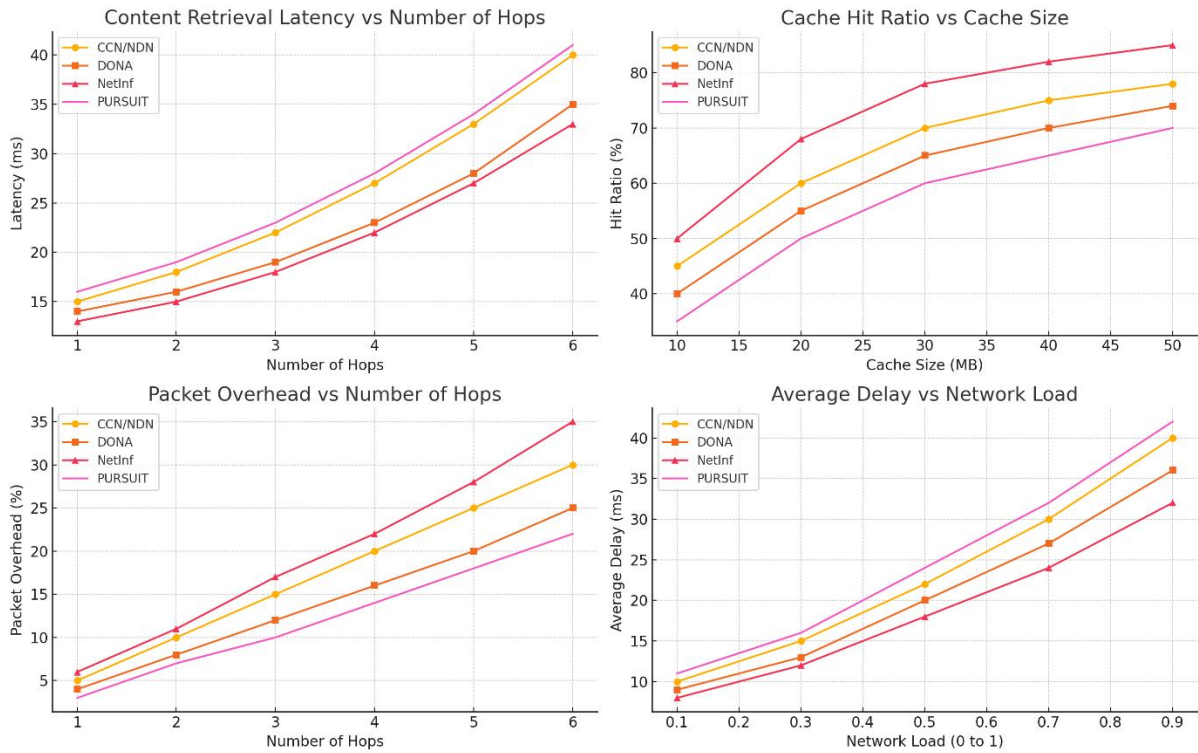 Content Retrieval Latency vs Number of Hops
CCN/NDN
DONA
NetInf
PURSUIT
Latency (ms)
40
35
30
25
20
15
1 2 3 4 5 6
Number of Hops
Cache Hit Ratio vs Cache Size
CCN/NDN
DONA
NetInf
PURSUIT
Hit Ratio (%)
80
70
60
50
40
10 15 20 25 30 35 40 45 50
Cache Size (MB)
Packet Overhead vs Number of Hops
CCN/NDN
DONA
NetInf
PURSUIT
Packet Overhead (%)
35
30
25
20
15
10
5
1 2 3 4 5 6
Number of Hops
Average Delay vs Network Load
CCN/NDN
DONA
NetInf
PURSUIT
Average Delay (ms)
40
35
30
25
20
15
10
0.1 0.2 0.3 0.4 0.5 0.6 0.7 0.8 0.9
Network Load (0 to 1)